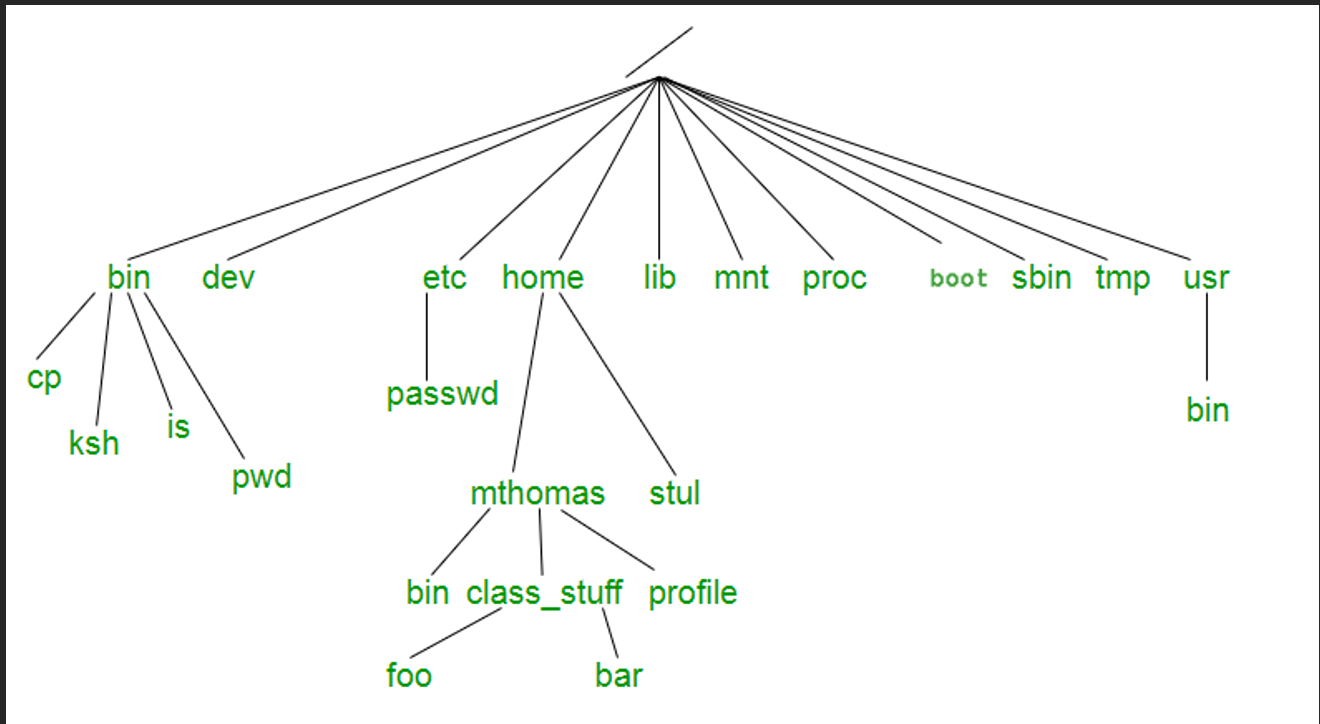 /
bin dev etc home lib mnt proc boot sbin tmp usr
cp
passwd
bin
is
ksh
pwd
mthomas stul
bin class_stuff profile
foo bar